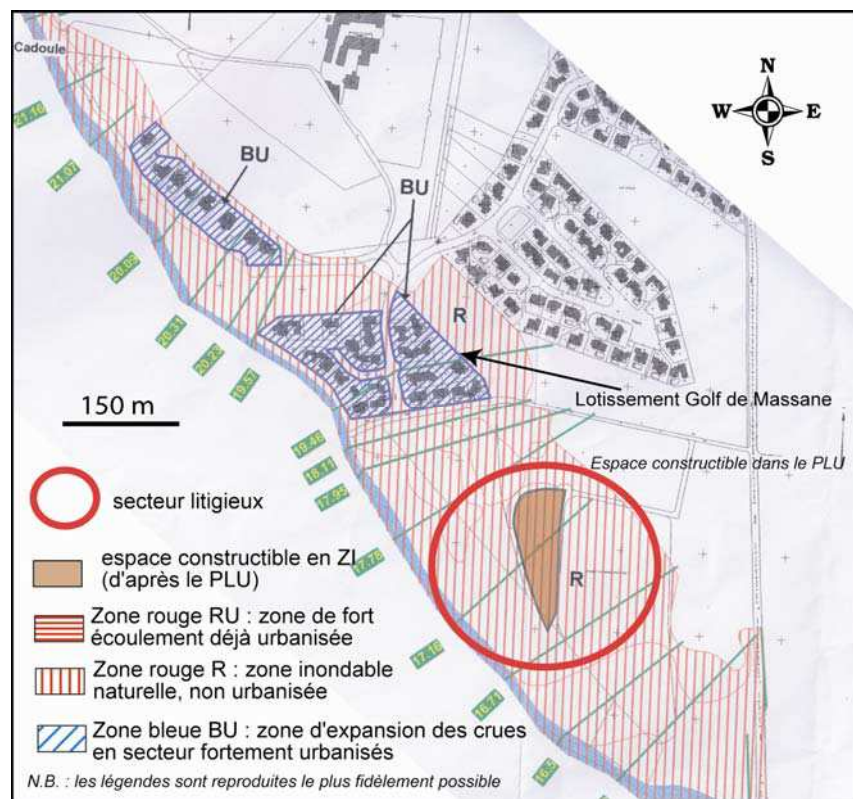 Cadoule
N
W E
S
21.16
BU
21.07
BU
20.09
R
20.31
20.23
19.57
Lotissement Golf de Massane
150 m
19.46
Espace constructible dans le PLU
18.11
17.95
secteur litigieux
17.78
espace constructible en ZI
(d'après le PLU)
R
Zone rouge RU : zone de fort
écoulement déjà urbanisée
17.16
Zone rouge R : zone inondable
naturelle, non urbanisée
16.71
Zone bleue BU : zone d'expansion des crues
en secteur fortement urbanisés
16.5
N.B. : les légendes sont reproduites le plus fidèlement possible